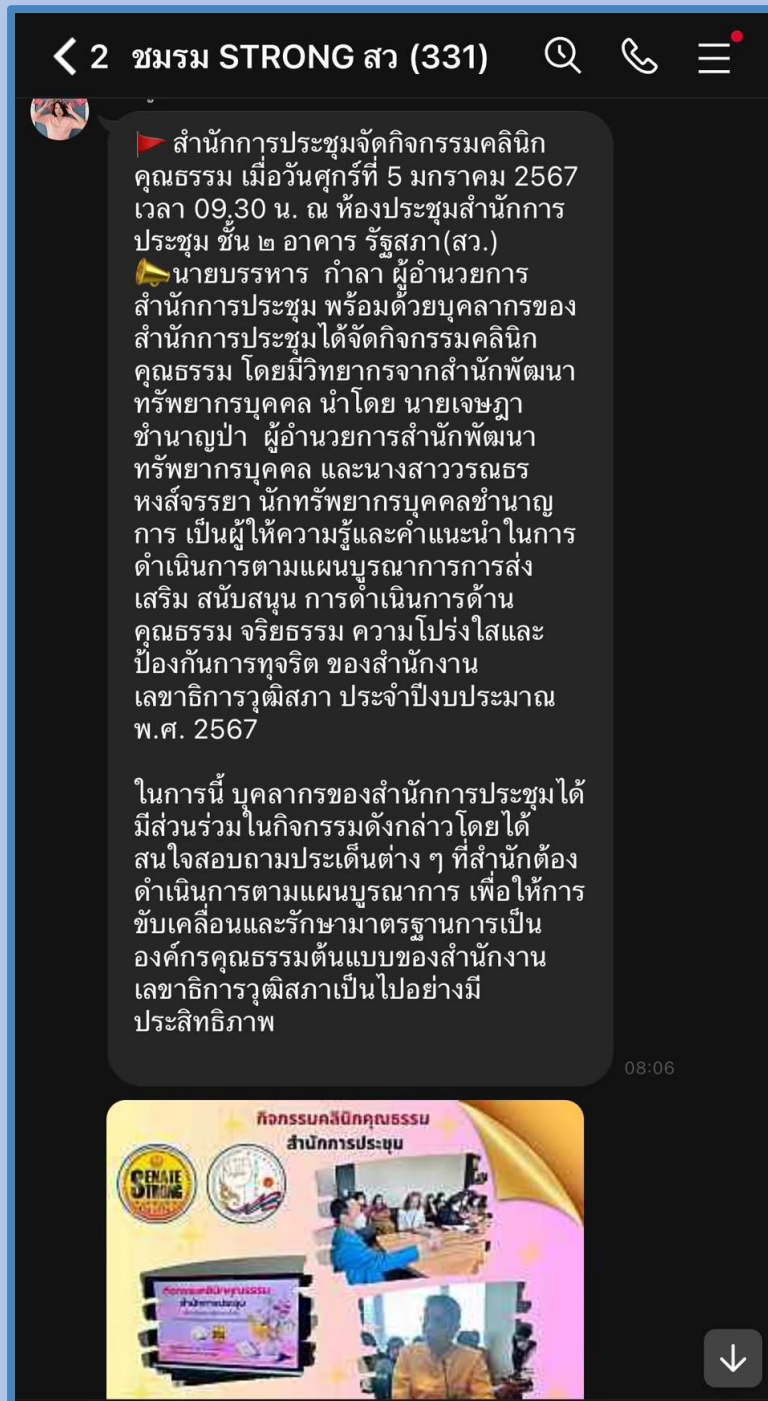 2 ชมรม STRONG สว (331)
🚩 สำนักการประชุมจัดกิจกรรมคลินิก
คุณธรรม เมื่อวันศุกร์ที่ 5 มกราคม 2567
เวลา 09.30 น. ณ ห้องประชุมสำนักการ
ประชุม ชั้น ๒ อาคาร รัฐสภา(สว.)
📣นายบรรหาร กำลา ผู้อำนวยการ
สำนักการประชุม พร้อมด้วยบุคลากรของ
สำนักการประชุมได้จัดกิจกรรมคลินิก
คุณธรรม โดยมีวิทยากรจากสำนักพัฒนา
ทรัพยากรบุคคล นำโดย นายเจษฎา
ชำนาญป่า ผู้อำนวยการสำนักพัฒนา
ทรัพยากรบุคคล และนางสาววรณธร
หงส์จรรยา นักทรัพยากรบุคคลชำนาญ
การ เป็นผู้ให้ความรู้และคำแนะนำในการ
ดำเนินการตามแผนบูรณาการการส่ง
เสริม สนับสนุน การดำเนินการด้าน
คุณธรรม จริยธรรม ความโปร่งใสและ
ป้องกันการทุจริต ของสำนักงาน
เลขาธิการวุฒิสภา ประจำปีงบประมาณ
พ.ศ. 2567
ในการนี้ บุคลากรของสำนักการประชุมได้
มีส่วนร่วมในกิจกรรมดังกล่าวโดยได้
สนใจสอบถามประเด็นต่าง ๆ ที่สำนักต้อง
ดำเนินการตามแผนบูรณาการ เพื่อให้การ
ขับเคลื่อนและรักษามาตรฐานการเป็น
องค์กรคุณธรรมต้นแบบของสำนักงาน
เลขาธิการวุฒิสภาเป็นไปอย่างมี
ประสิทธิภาพ
08:06
กิจกรรมคลินิกคุณธรรม
สำนักการประชุม
SENATE
STRONG
กิจกรรมคลินิกคุณธรรม
สำนักการประชุม